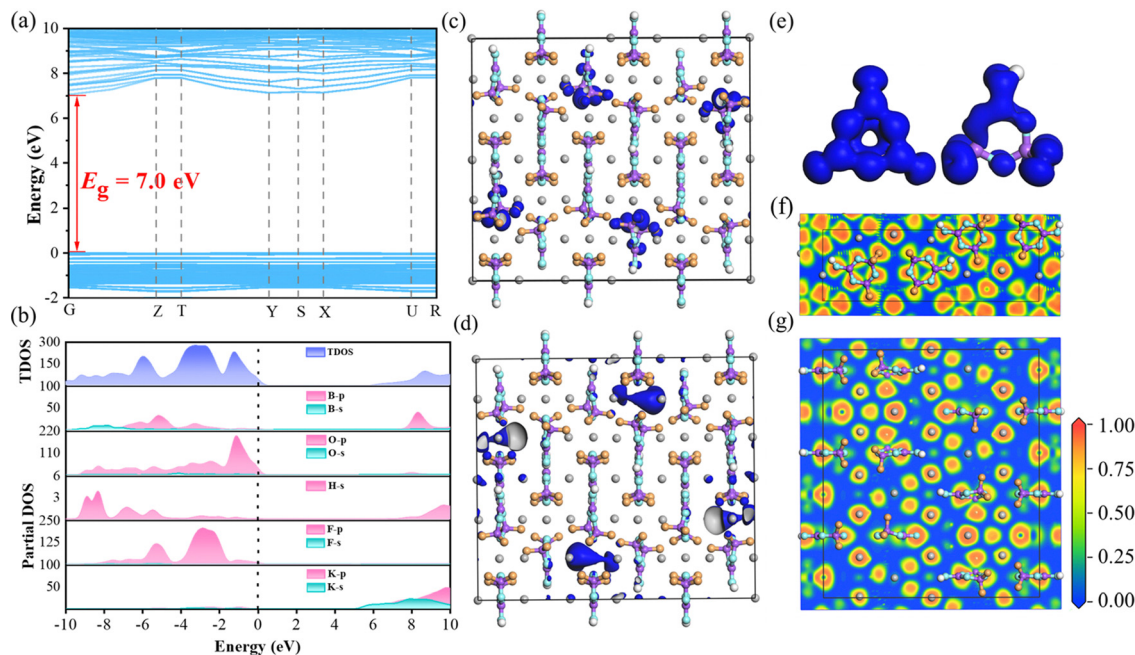 (a)
10
8
6
4
2
0
-2
Energy (eV)
Eg = 7.0 eV
G Z T Y S X U R
(b)
300
150
100
50
220
110
6
3
250
125
100
50
TDOS
Partial DOS
TDOS
B-p
B-s
O-p
O-s
H-s
F-p
F-s
K-p
K-s
-10 -8 -6 -4 -2 0 2 4 6 8 10
Energy (eV)
(c)
(d)
(e)
(f)
(g)
1.00
0.75
0.50
0.25
0.00